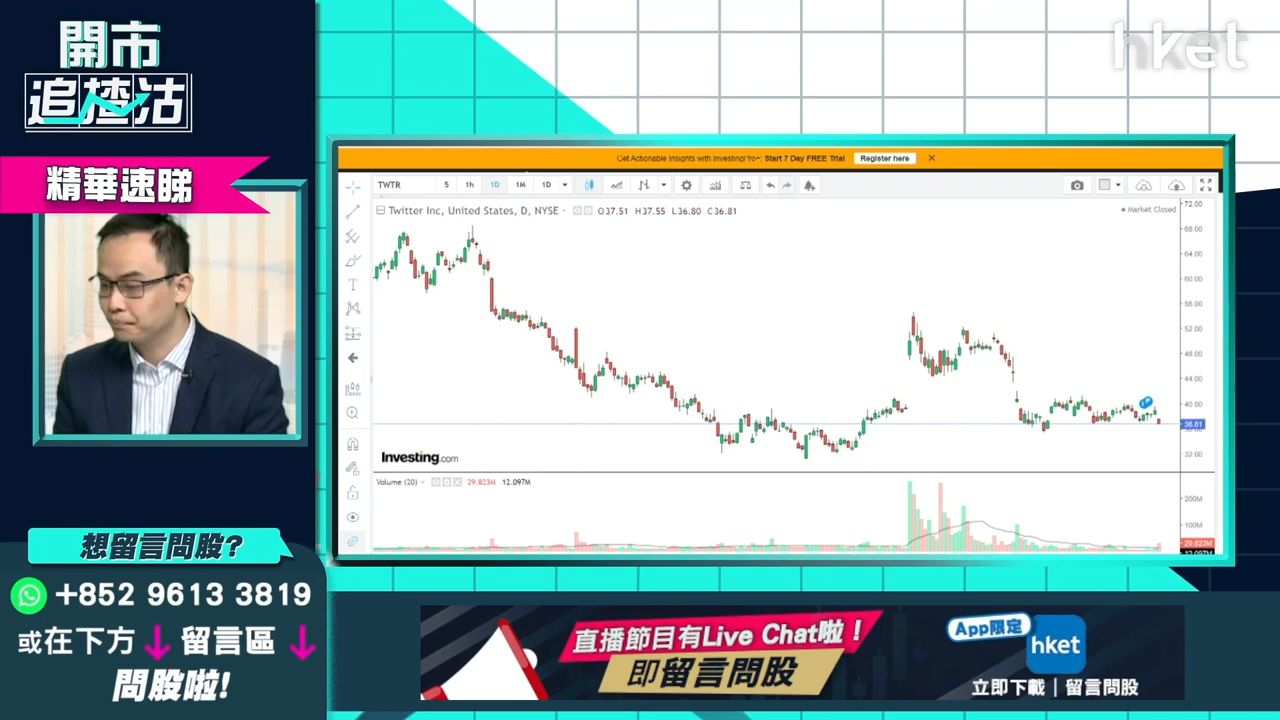 開市
追揸沽
hket
精華速睇
Get Actionable Insights with InvestingPro+: Start 7 Day FREE Trial Register here
TWTR 5 1h 1D 1M 1D
Twitter Inc, United States, D, NYSE O37.51 H37.55 L36.80 C36.81
Market Closed
72.00
68.00
64.00
60.00
56.00
52.00
48.00
44.00
40.00
36.81
32.00
Investing.com
Volume (20) 29.823M 12.097M
200M
100M
29.823M
12.097M
想留言問股?
+852 9613 3819
或在下方 留言區
問股啦!
直播節目有Live Chat啦!
即留言問股
App限定
hket
立即下載 | 留言問股